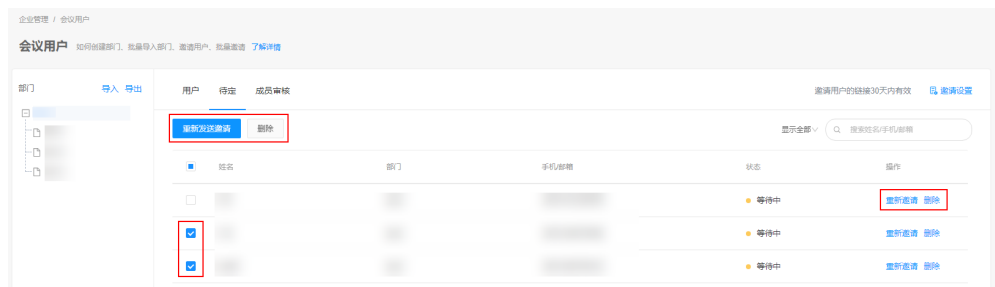 企业管理 / 会议用户
会议用户 如何创建部门、批量导入部门、邀请用户、批量邀请 了解详情
部门 导入 导出
用户 待定 成员审核 邀请用户的链接30天内有效 邀请设置
重新发送邀请 删除 显示全部 搜索姓名/手机/邮箱
姓名 部门 手机/邮箱 状态 操作
等待中 重新邀请 删除
等待中 重新邀请 删除
等待中 重新邀请 删除